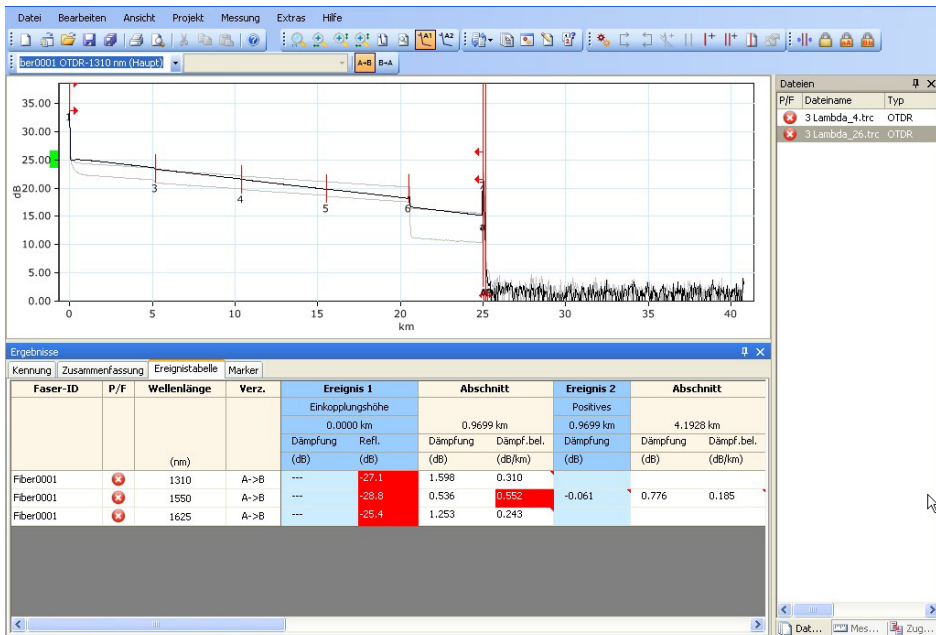 Datei Bearbeiten Ansicht Projekt Messung Extras Hilfe
ber0001 OTDR-1310 nm (Haupt)
A→B B→A
Dateien
P/F Dateiname Typ
3 Lambda_4.trc OTDR
3 Lambda_26.trc OTDR
35.00
30.00
25.00
20.00
15.00
10.00
5.00
0.00
dB
3
4
5
6
0 5 10 15 20 25 30 35 40
km
Ergebnisse
Kennung Zusammenfassung Ereignistabelle Marker
Faser-ID P/F Wellenlänge Verz. Ereignis 1 Abschnitt Ereignis 2 Abschnitt
Einkopplungshöhe Positives
0.0000 km 0.9699 km 0.9699 km 4.1928 km
Dämpfung Refl. Dämpfung Dämpf.bel. Dämpfung Dämpfung Dämpf.bel.
(nm) (dB) (dB) (dB) (dB/km) (dB) (dB) (dB/km)
Fiber0001 1310 A->B --- -27.1 1.598 0.310
Fiber0001 1550 A->B --- -28.8 0.536 0.552 -0.061 0.776 0.185
Fiber0001 1625 A->B --- -25.4 1.253 0.243
Dat... Mes... Zug...